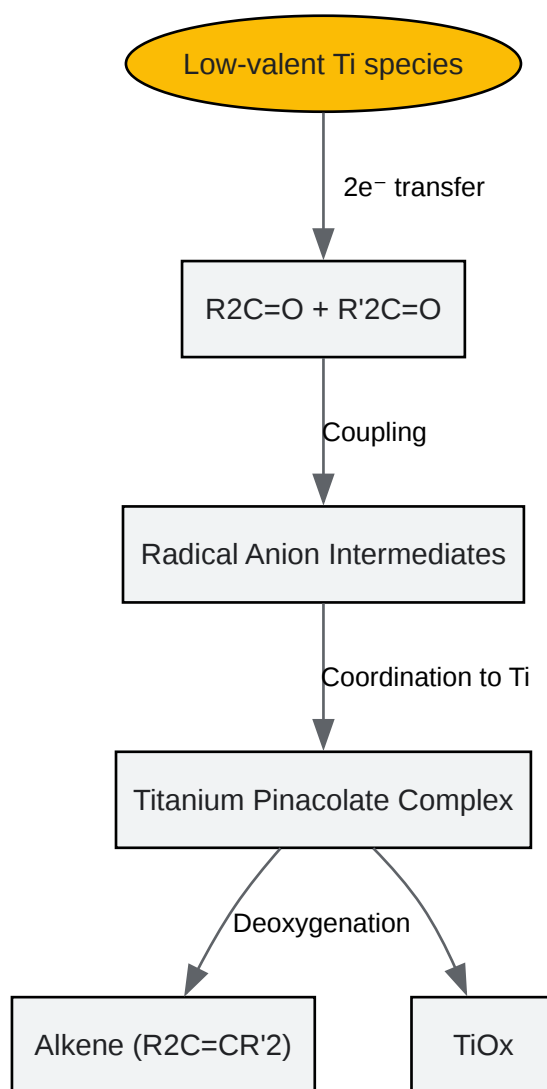 Low-valent Ti species
2e⁻ transfer
R2C=O + R'2C=O
Coupling
Radical Anion Intermediates
Coordination to Ti
Titanium Pinacolate Complex
Deoxygenation
Alkene (R2C=CR'2)
TiOx